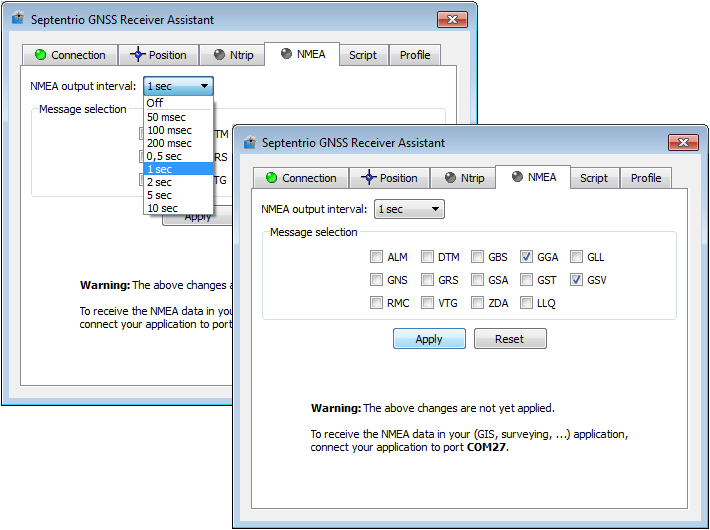 Septentrio GNSS Receiver Assistant
Connection Position Ntrip NMEA Script Profile
NMEA output interval: 1 sec
Off
50 msec
100 msec
200 msec
0,5 sec
1 sec
2 sec
5 sec
10 sec
Message selection
TM
RS
TG
Apply
Warning: The above changes a
To receive the NMEA data in you
connect your application to port
Septentrio GNSS Receiver Assistant
Connection Position Ntrip NMEA Script Profile
NMEA output interval: 1 sec
Message selection
ALM DTM GBS GGA GLL
GNS GRS GSA GST GSV
RMC VTG ZDA LLQ
Apply Reset
Warning: The above changes are not yet applied.
To receive the NMEA data in your (GIS, surveying, ...) application,
connect your application to port COM27.